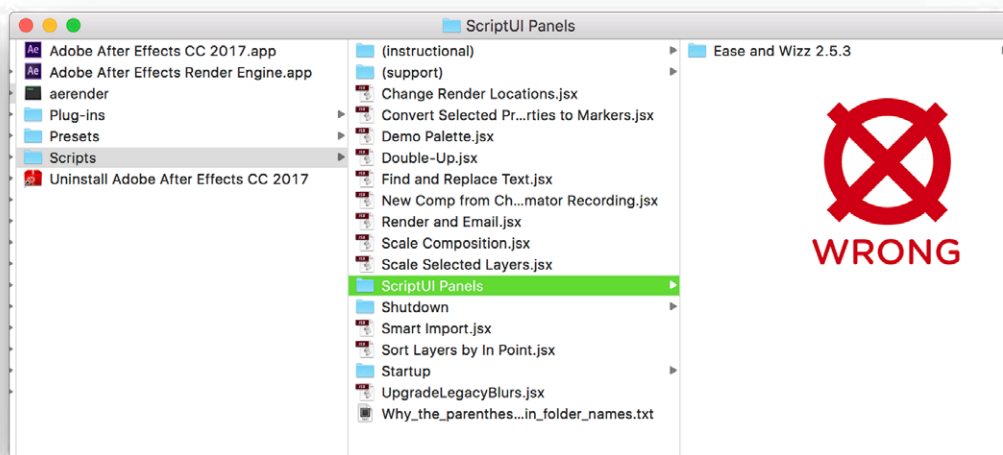 ScriptUI Panels
Adobe After Effects CC 2017.app
Adobe After Effects Render Engine.app
aerender
Plug-ins
Presets
Scripts
Uninstall Adobe After Effects CC 2017
(instructional)
(support)
Change Render Locations.jsx
Convert Selected Pr...rties to Markers.jsx
Demo Palette.jsx
Double-Up.jsx
Find and Replace Text.jsx
New Comp from Ch...mator Recording.jsx
Render and Email.jsx
Scale Composition.jsx
Scale Selected Layers.jsx
ScriptUI Panels
Shutdown
Smart Import.jsx
Sort Layers by In Point.jsx
Startup
UpgradeLegacyBlurs.jsx
Why_the_parenthes...in_folder_names.txt
Ease and Wizz 2.5.3
WRONG